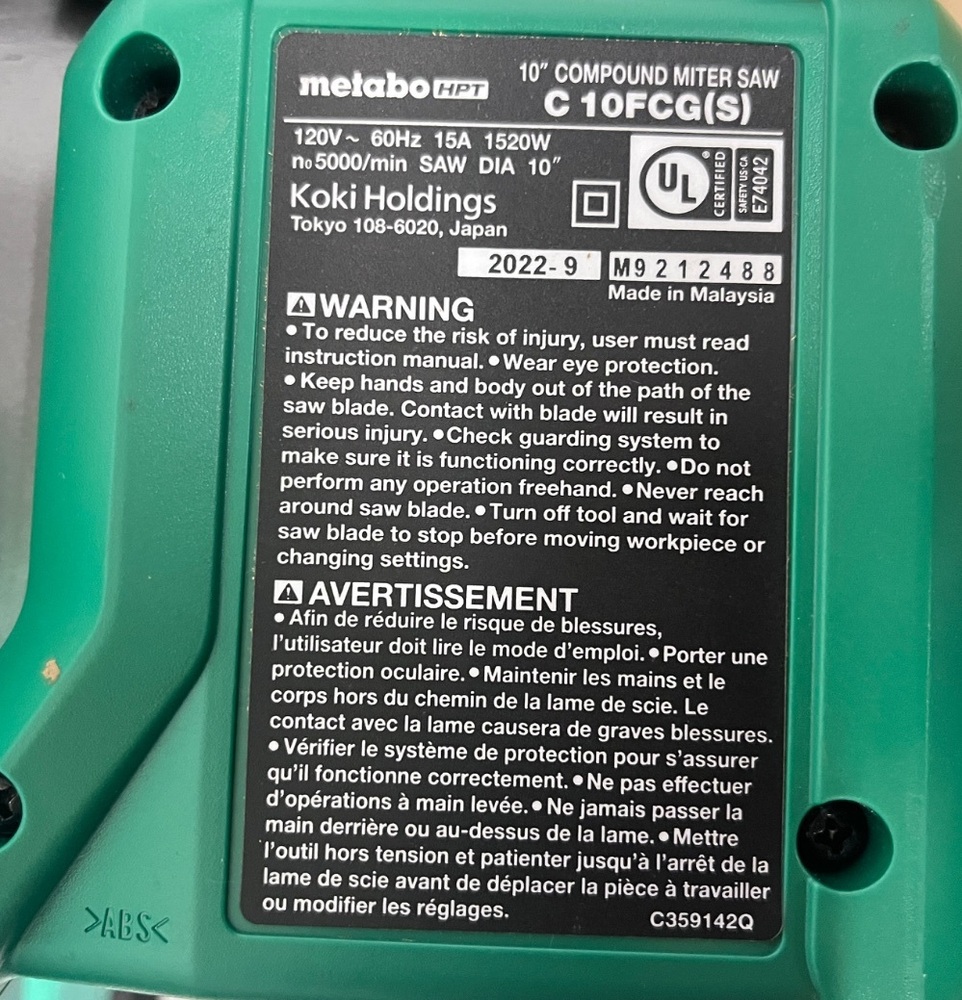 metabo HPT
10" COMPOUND MITER SAW
C 10FCG(S)
120V~ 60Hz 15A 1520W
n₀5000/min SAW DIA 10"
Koki Holdings
Tokyo 108-6020, Japan
UL ® CERTIFIED
SAFETY US-CA
E74042
2022-9 M9212488
Made in Malaysia
⚠WARNING
●To reduce the risk of injury, user must read
instruction manual. ●Wear eye protection.
●Keep hands and body out of the path of the
saw blade. Contact with blade will result in
serious injury. ●Check guarding system to
make sure it is functioning correctly. ●Do not
perform any operation freehand. ●Never reach
around saw blade. ●Turn off tool and wait for
saw blade to stop before moving workpiece or
changing settings.
⚠AVERTISSEMENT
●Afin de réduire le risque de blessures,
l'utilisateur doit lire le mode d'emploi. ●Porter une
protection oculaire. ●Maintenir les mains et le
corps hors du chemin de la lame de scie. Le
contact avec la lame causera de graves blessures.
●Vérifier le système de protection pour s'assurer
qu'il fonctionne correctement. ●Ne pas effectuer
d'opérations à main levée. ●Ne jamais passer la
main derrière ou au-dessus de la lame. ●Mettre
l'outil hors tension et patienter jusqu'à l'arrêt de la
lame de scie avant de déplacer la pièce à travailler
ou modifier les réglages.
C359142Q
>ABS<